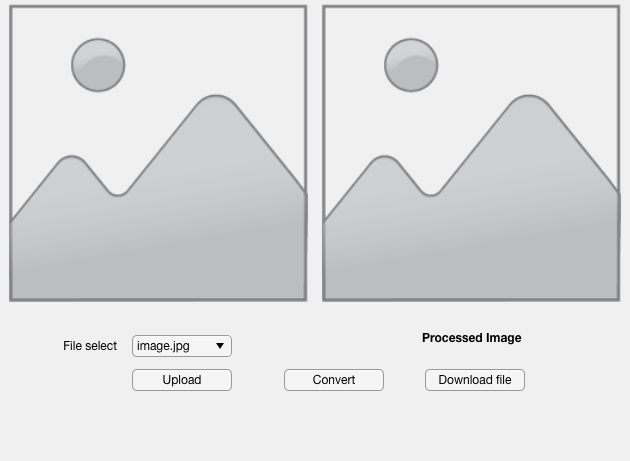 Processed Image
File select image.jpg
Upload Convert Download file